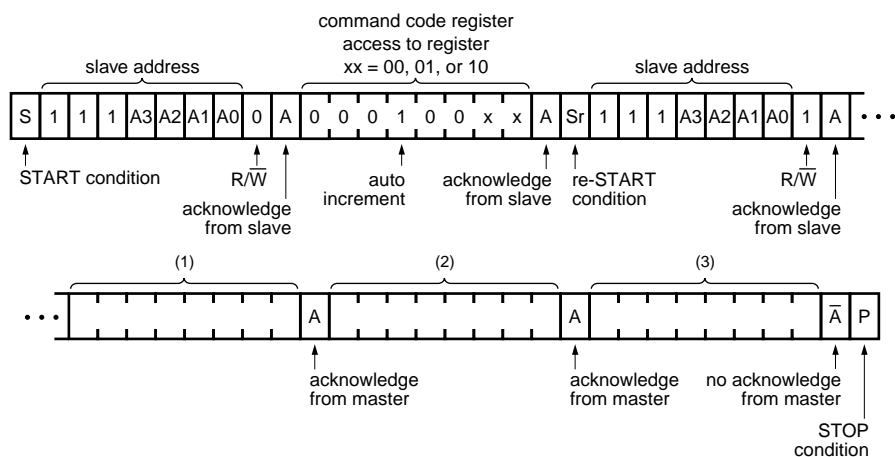 command code register
access to register
xx = 00, 01, or 10
slave address
slave address
S 1 1 1 A3 A2 A1 A0 0 A 0 0 0 1 0 0 x x A Sr 1 1 1 A3 A2 A1 A0 1 A • • •
START condition
R/W̅
acknowledge
from slave
auto
increment
acknowledge
from slave
re-START
condition
R/W̅
acknowledge
from slave
(1)
(2)
(3)
• • • A A A̅ P
acknowledge
from master
acknowledge
from master
no acknowledge
from master
STOP
condition